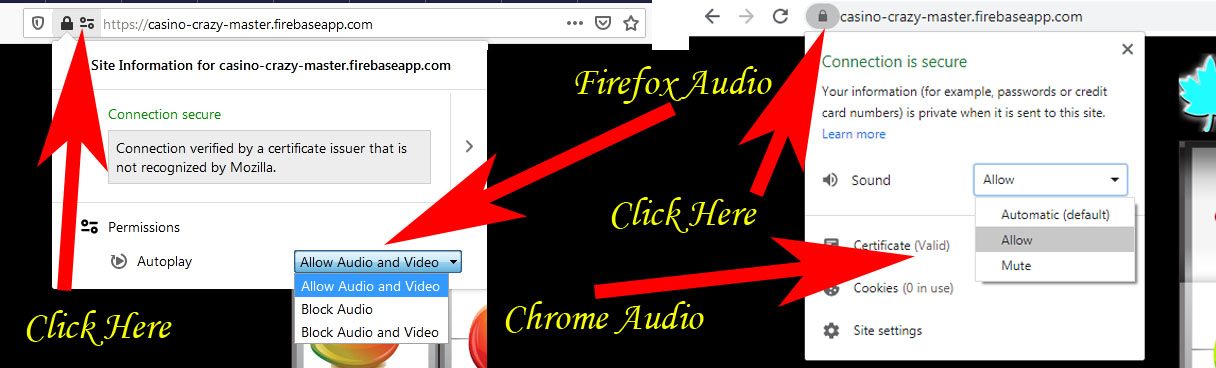 https://casino-crazy-master.firebaseapp.com
Site Information for casino-crazy-master.firebaseapp.com
Connection secure
Connection verified by a certificate issuer that is
not recognized by Mozilla.
Permissions
Autoplay
Allow Audio and Video
Allow Audio and Video
Block Audio
Block Audio and Video
Click Here
Firefox Audio
Click Here
Chrome Audio
casino-crazy-master.firebaseapp.com
Connection is secure
Your information (for example, passwords or credit
card numbers) is private when it is sent to this site.
Learn more
Sound
Allow
Automatic (default)
Allow
Mute
Certificate (Valid)
Cookies (0 in use)
Site settings